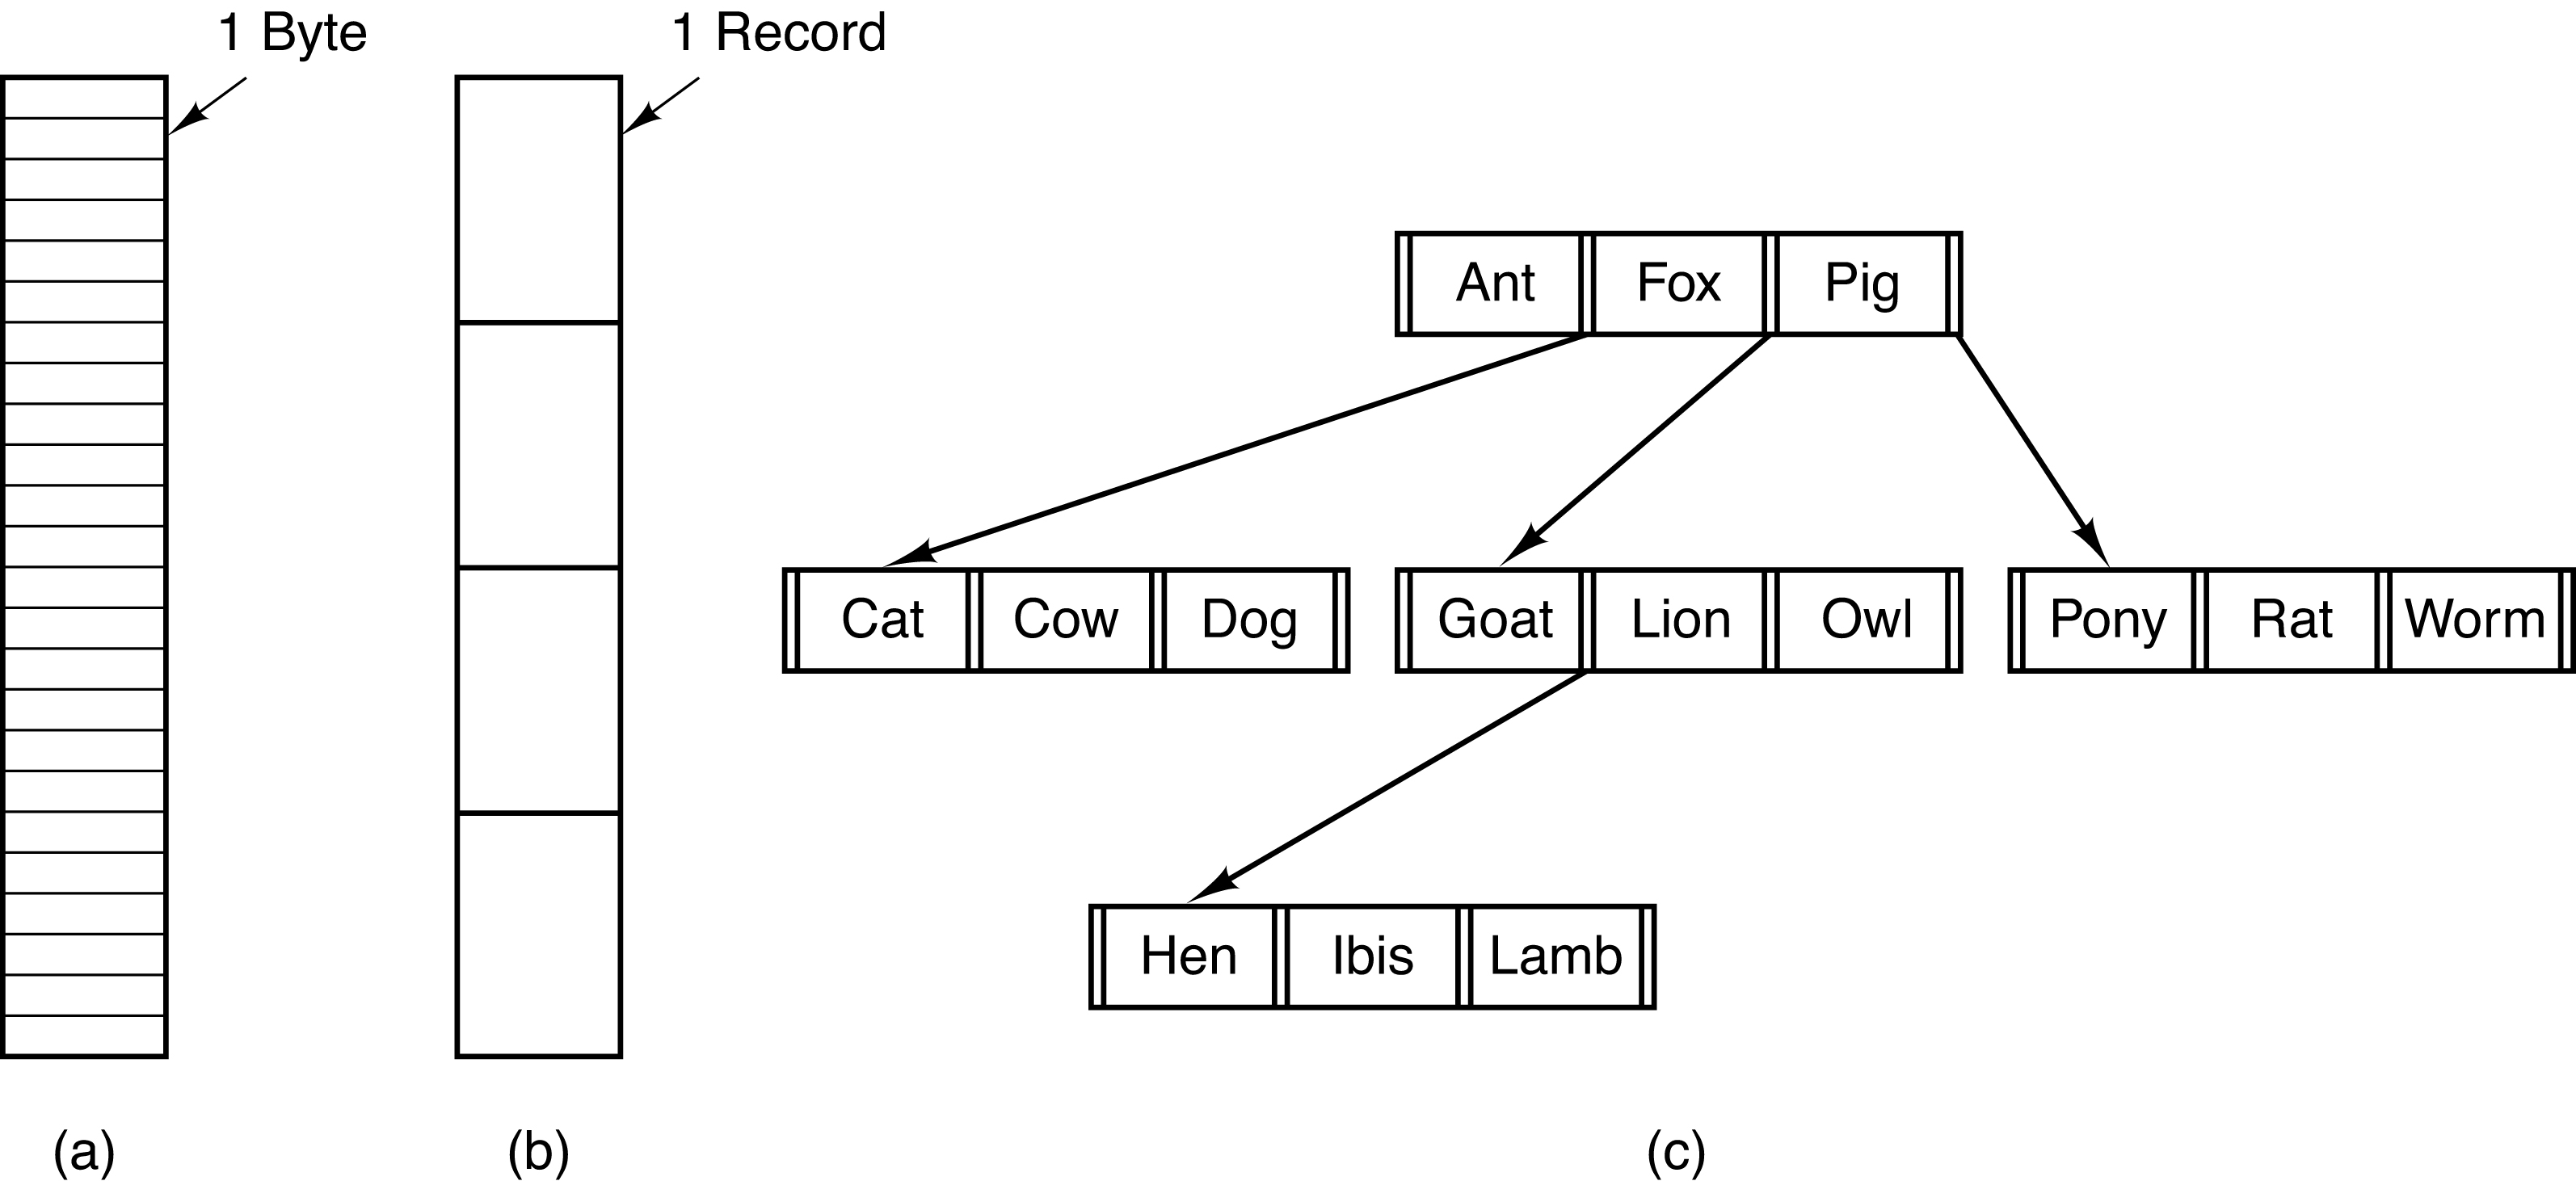 1 Byte
1 Record
Ant Fox Pig
Cat Cow Dog Goat Lion Owl Pony Rat Worm
Hen Ibis Lamb
(a) (b) (c)